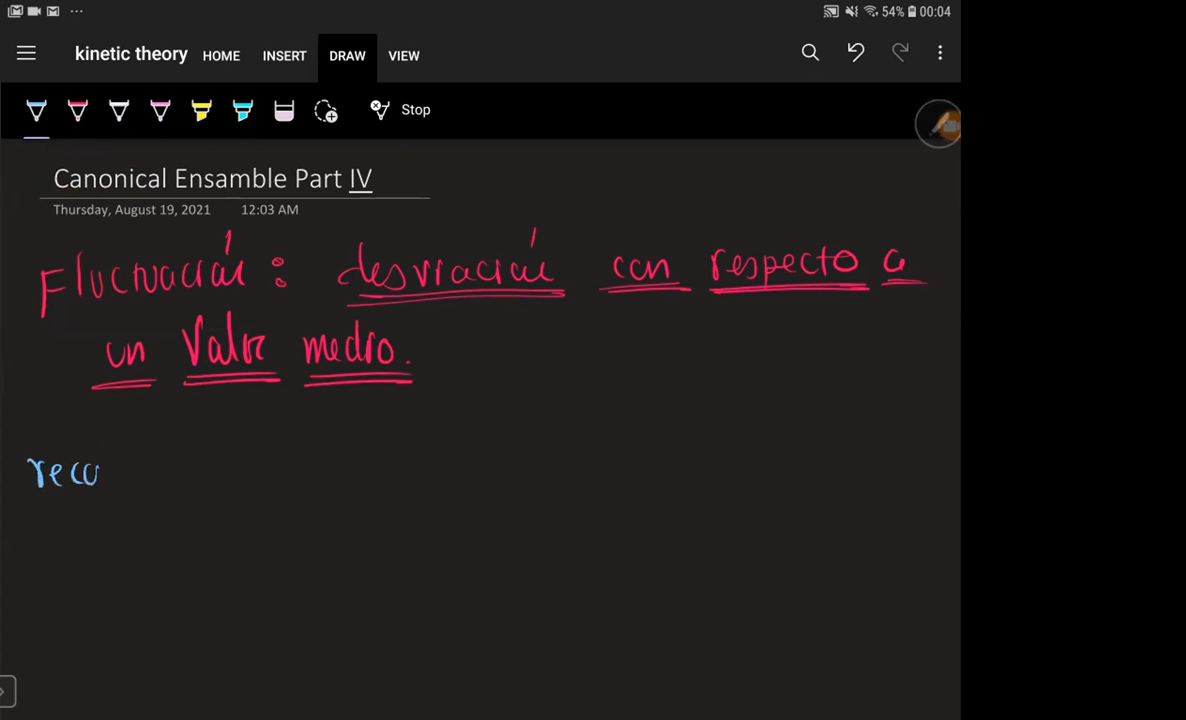 54% 00:04
kinetic theory HOME INSERT DRAW VIEW
Stop
Canonical Ensamble Part IV
Thursday, August 19, 2021 12:03 AM
Fluctuación: desviación con respecto a
un Valor medio.
reco